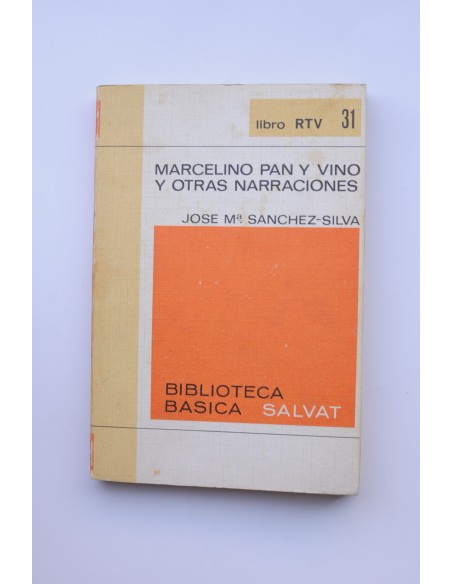 libro RTV 31
MARCELINO PAN Y VINO
Y OTRAS NARRACIONES
JOSE Mª SANCHEZ-SILVA
BIBLIOTECA
BASICA SALVAT